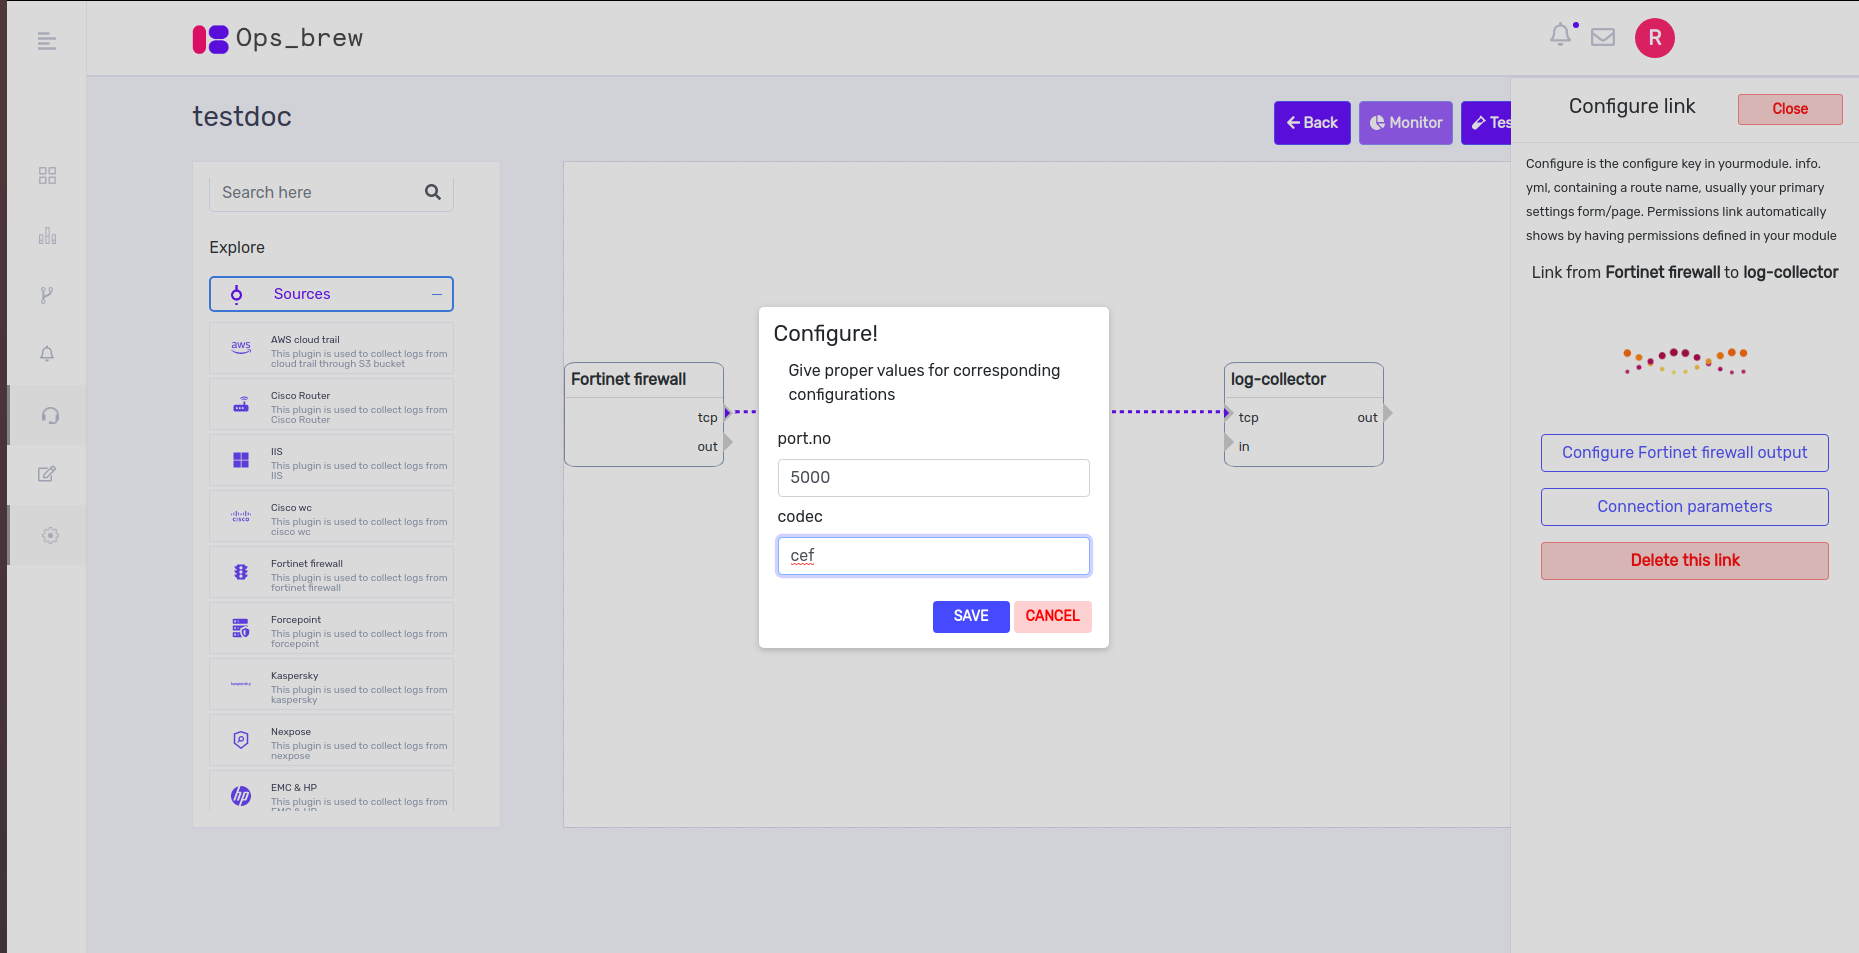 Ops_brew
R
testdoc
Back
Monitor
Tes
Configure link
Close
Search here
Explore
Sources
aws
AWS cloud trail
This plugin is used to collect logs from
cloud trail through S3 bucket
Cisco Router
This plugin is used to collect logs from
Cisco Router
IIS
This plugin is used to collect logs from
IIS
cisco
Cisco wc
This plugin is used to collect logs from
cisco wc
Fortinet firewall
This plugin is used to collect logs from
fortinet firewall
Forcepoint
This plugin is used to collect logs from
forcepoint
kaspersky
Kaspersky
This plugin is used to collect logs from
kaspersky
Nexpose
This plugin is used to collect logs from
nexpose
hp
EMC & HP
This plugin is used to collect logs from
EMC & HP
Fortinet firewall
tcp
out
Configure!
Give proper values for corresponding
configurations
port.no
5000
codec
cef
SAVE
CANCEL
log-collector
tcp
out
in
Configure is the configure key in yourmodule. info.
yml, containing a route name, usually your primary
settings form/page. Permissions link automatically
shows by having permissions defined in your module
Link from Fortinet firewall to log-collector
Configure Fortinet firewall output
Connection parameters
Delete this link